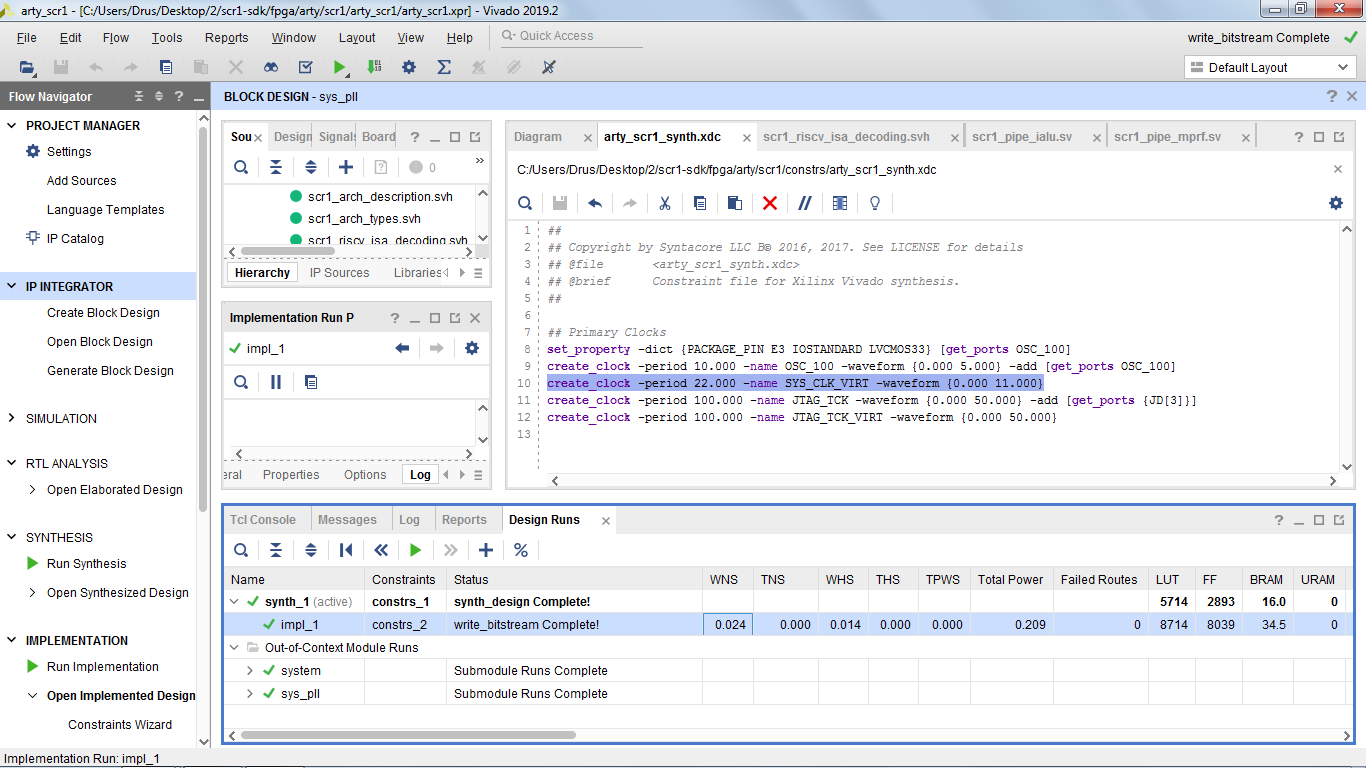 arty_scr1 - [C:/Users/Drus/Desktop/2/scr1-sdk/fpga/arty/scr1/arty_scr1/arty_scr1.xpr] - Vivado 2019.2
File Edit Flow Tools Reports Window Layout View Help Quick Access write_bitstream Complete
Default Layout
Flow Navigator
BLOCK DESIGN - sys_pll
PROJECT MANAGER
Settings
Add Sources
Language Templates
IP Catalog
IP INTEGRATOR
Create Block Design
Open Block Design
Generate Block Design
SIMULATION
RTL ANALYSIS
Open Elaborated Design
SYNTHESIS
Run Synthesis
Open Synthesized Design
IMPLEMENTATION
Run Implementation
Open Implemented Design
Constraints Wizard
Sou Design Signals Board
0
scr1_arch_description.svh
scr1_arch_types.svh
scr1_riscv_isa_decoding.svh
Hierarchy IP Sources Libraries
Implementation Run P
impl_1
eral Properties Options Log
Diagram arty_scr1_synth.xdc scr1_riscv_isa_decoding.svh scr1_pipe_ialu.sv scr1_pipe_mprf.sv
C:/Users/Drus/Desktop/2/scr1-sdk/fpga/arty/scr1/constrs/arty_scr1_synth.xdc
1 ##
2 ## Copyright by Syntacore LLC В© 2016, 2017. See LICENSE for details
3 ## @file <arty_scr1_synth.xdc>
4 ## @brief Constraint file for Xilinx Vivado synthesis.
5 ##
6
7 ## Primary Clocks
8 set_property -dict {PACKAGE_PIN E3 IOSTANDARD LVCMOS33} [get_ports OSC_100]
9 create_clock -period 10.000 -name OSC_100 -waveform {0.000 5.000} -add [get_ports OSC_100]
10 create_clock -period 22.000 -name SYS_CLK_VIRT -waveform {0.000 11.000}
11 create_clock -period 100.000 -name JTAG_TCK -waveform {0.000 50.000} -add [get_ports {JD[3]}]
12 create_clock -period 100.000 -name JTAG_TCK_VIRT -waveform {0.000 50.000}
13
Tcl Console Messages Log Reports Design Runs
Name Constraints Status WNS TNS WHS THS TPWS Total Power Failed Routes LUT FF BRAM URAM
synth_1 (active) constrs_1 synth_design Complete! 5714 2893 16.0 0
impl_1 constrs_2 write_bitstream Complete! 0.024 0.000 0.014 0.000 0.000 0.209 0 8714 8039 34.5 0
Out-of-Context Module Runs
system Submodule Runs Complete
sys_pll Submodule Runs Complete
Implementation Run: impl_1